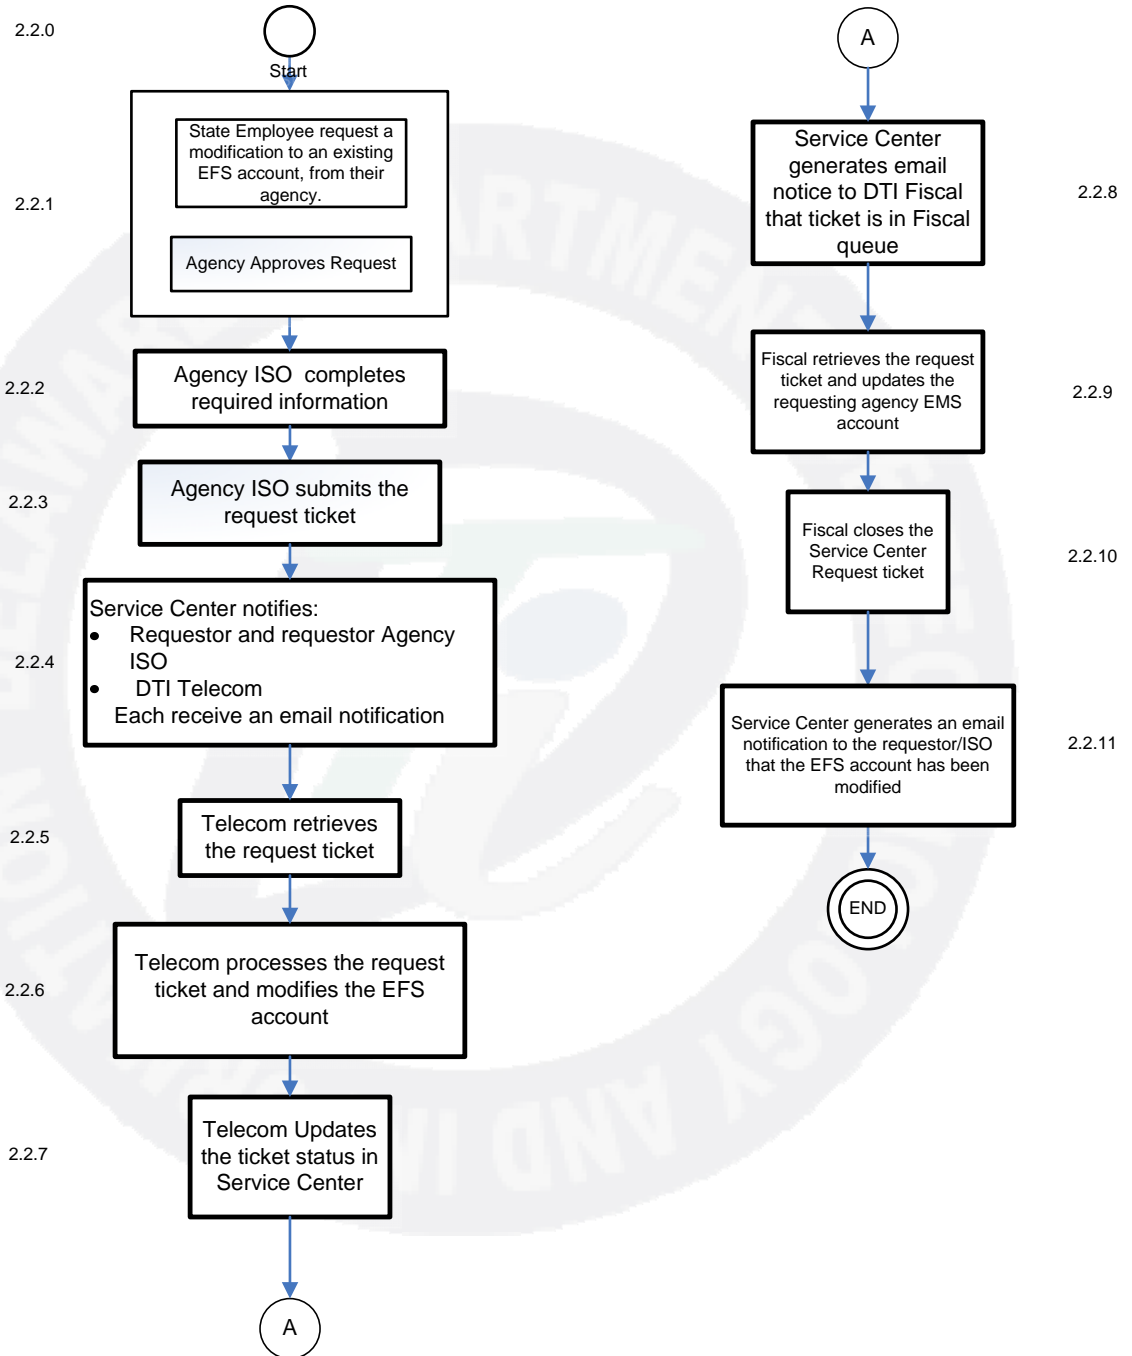 2.2.0
Start
2.2.1
State Employee request a
modification to an existing
EFS account, from their
agency.
Agency Approves Request
2.2.2
Agency ISO completes
required information
2.2.3
Agency ISO submits the
request ticket
2.2.4
Service Center notifies:
• Requestor and requestor Agency
ISO
• DTI Telecom
Each receive an email notification
2.2.5
Telecom retrieves
the request ticket
2.2.6
Telecom processes the request
ticket and modifies the EFS
account
2.2.7
Telecom Updates
the ticket status in
Service Center
A
A
Service Center
generates email
notice to DTI Fiscal
that ticket is in Fiscal
queue
2.2.8
Fiscal retrieves the request
ticket and updates the
requesting agency EMS
account
2.2.9
Fiscal closes the
Service Center
Request ticket
2.2.10
Service Center generates an email
notification to the requestor/ISO
that the EFS account has been
modified
2.2.11
END